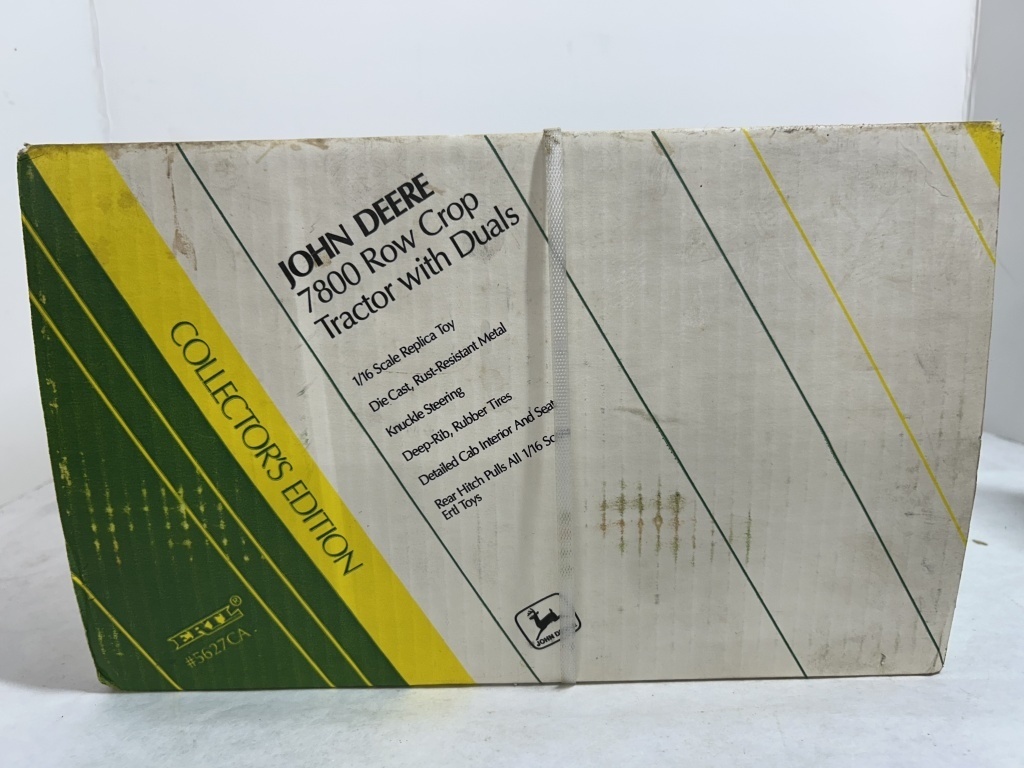 JOHN DEERE
7800 Row Crop
Tractor with Duals
1/16 Scale Replica Toy
Die Cast, Rust-Resistant Metal
Knuckle Steering
Deep-Rib, Rubber Tires
Detailed Cab Interior And Seat
Rear Hitch Pulls All 1/16
Ertl Toys
COLLECTOR'S EDITION
ERTL®
#5627CA
JOHN